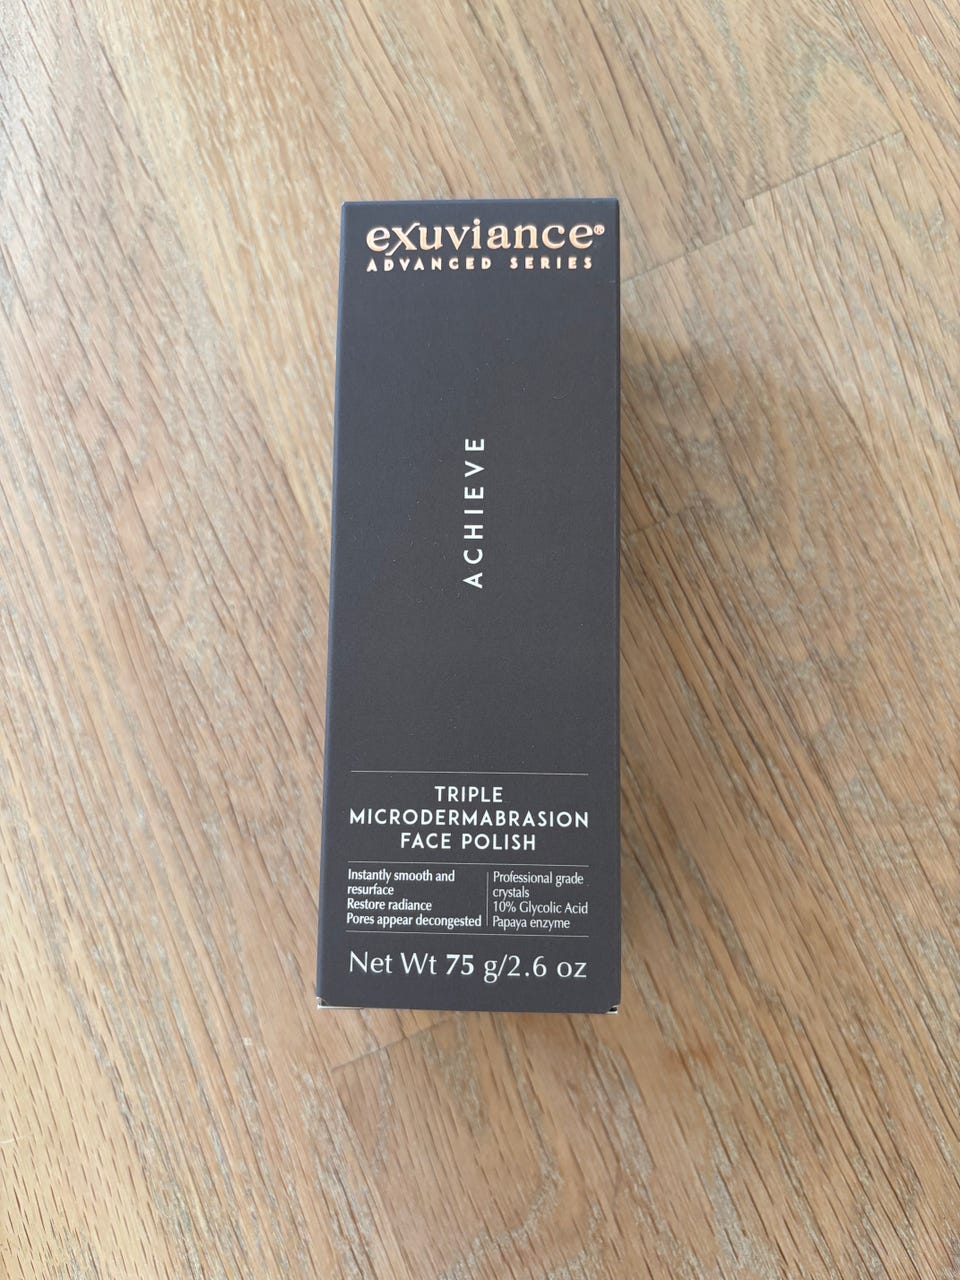 exuviance®
ADVANCED SERIES
ACHIEVE
TRIPLE
MICRODERMABRASION
FACE POLISH
Instantly smooth and
resurface
Restore radiance
Pores appear decongested
Professional grade
crystals
10% Glycolic Acid
Papaya enzyme
Net Wt 75 g/2.6 oz